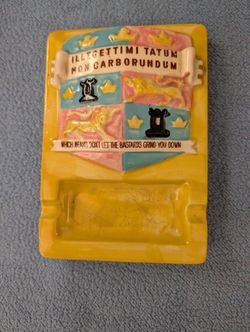 ILLEGETTIMI TATUM
NON CARBORUNDUM
WHICH MEANS DON'T LET THE BASTARDS GRIND YOU DOWN